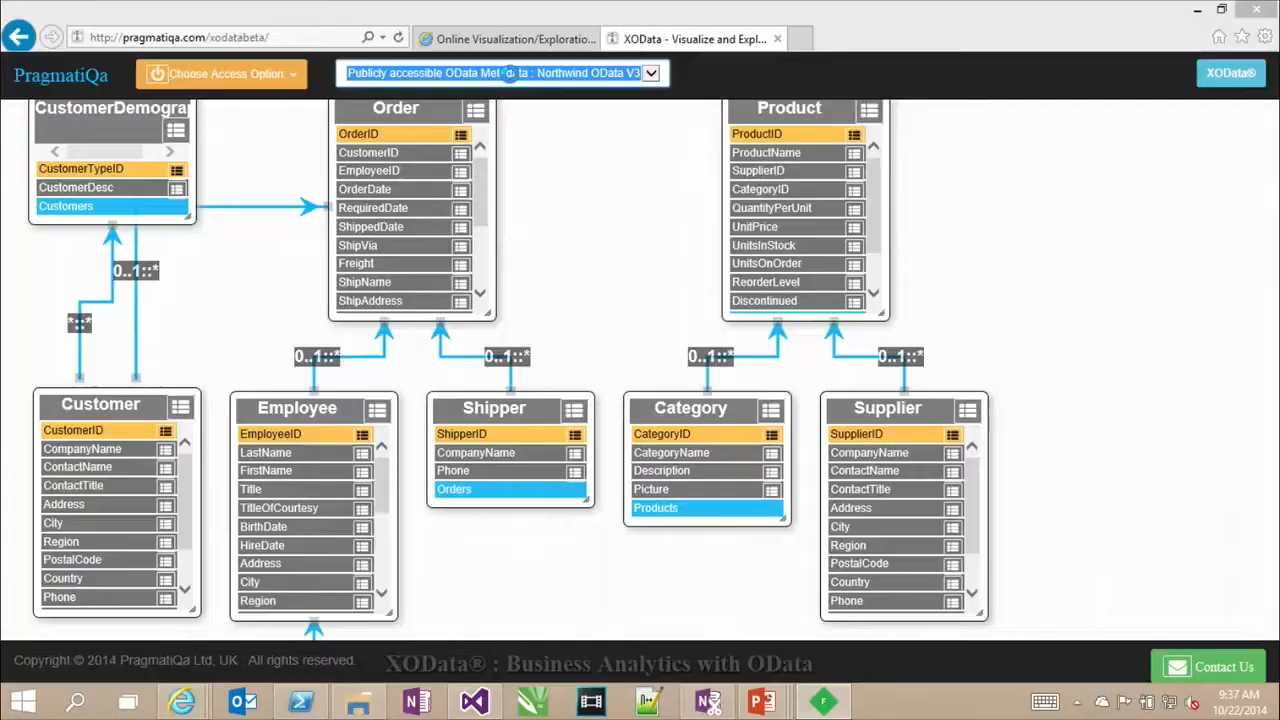 http://pragmatiqa.com/xodatabeta/
Online Visualization/Exploratio...
XOData - Visualize and Expl...
PragmatiQa
Choose Access Option
Publicly accessible OData Met ta : Northwind OData V3
XOData®
CustomerDemogra
CustomerTypeID
CustomerDesc
Customers
Order
OrderID
CustomerID
EmployeeID
OrderDate
RequiredDate
ShippedDate
ShipVia
Freight
ShipName
ShipAddress
Product
ProductID
ProductName
SupplierID
CategoryID
QuantityPerUnit
UnitPrice
UnitsInStock
UnitsOnOrder
ReorderLevel
Discontinued
0..1::*
*::*
0..1::*
0..1::*
0..1::*
0..1::*
Customer
CustomerID
CompanyName
ContactName
ContactTitle
Address
City
Region
PostalCode
Country
Phone
Employee
EmployeeID
LastName
FirstName
Title
TitleOfCourtesy
BirthDate
HireDate
Address
City
Region
Shipper
ShipperID
CompanyName
Phone
Orders
Category
CategoryID
CategoryName
Description
Picture
Products
Supplier
SupplierID
CompanyName
ContactName
ContactTitle
Address
City
Region
PostalCode
Country
Phone
Copyright © 2014 PragmatiQa Ltd, UK : All rights reserved.
XOData® : Business Analytics with OData
Contact Us
9:37 AM
10/22/2014